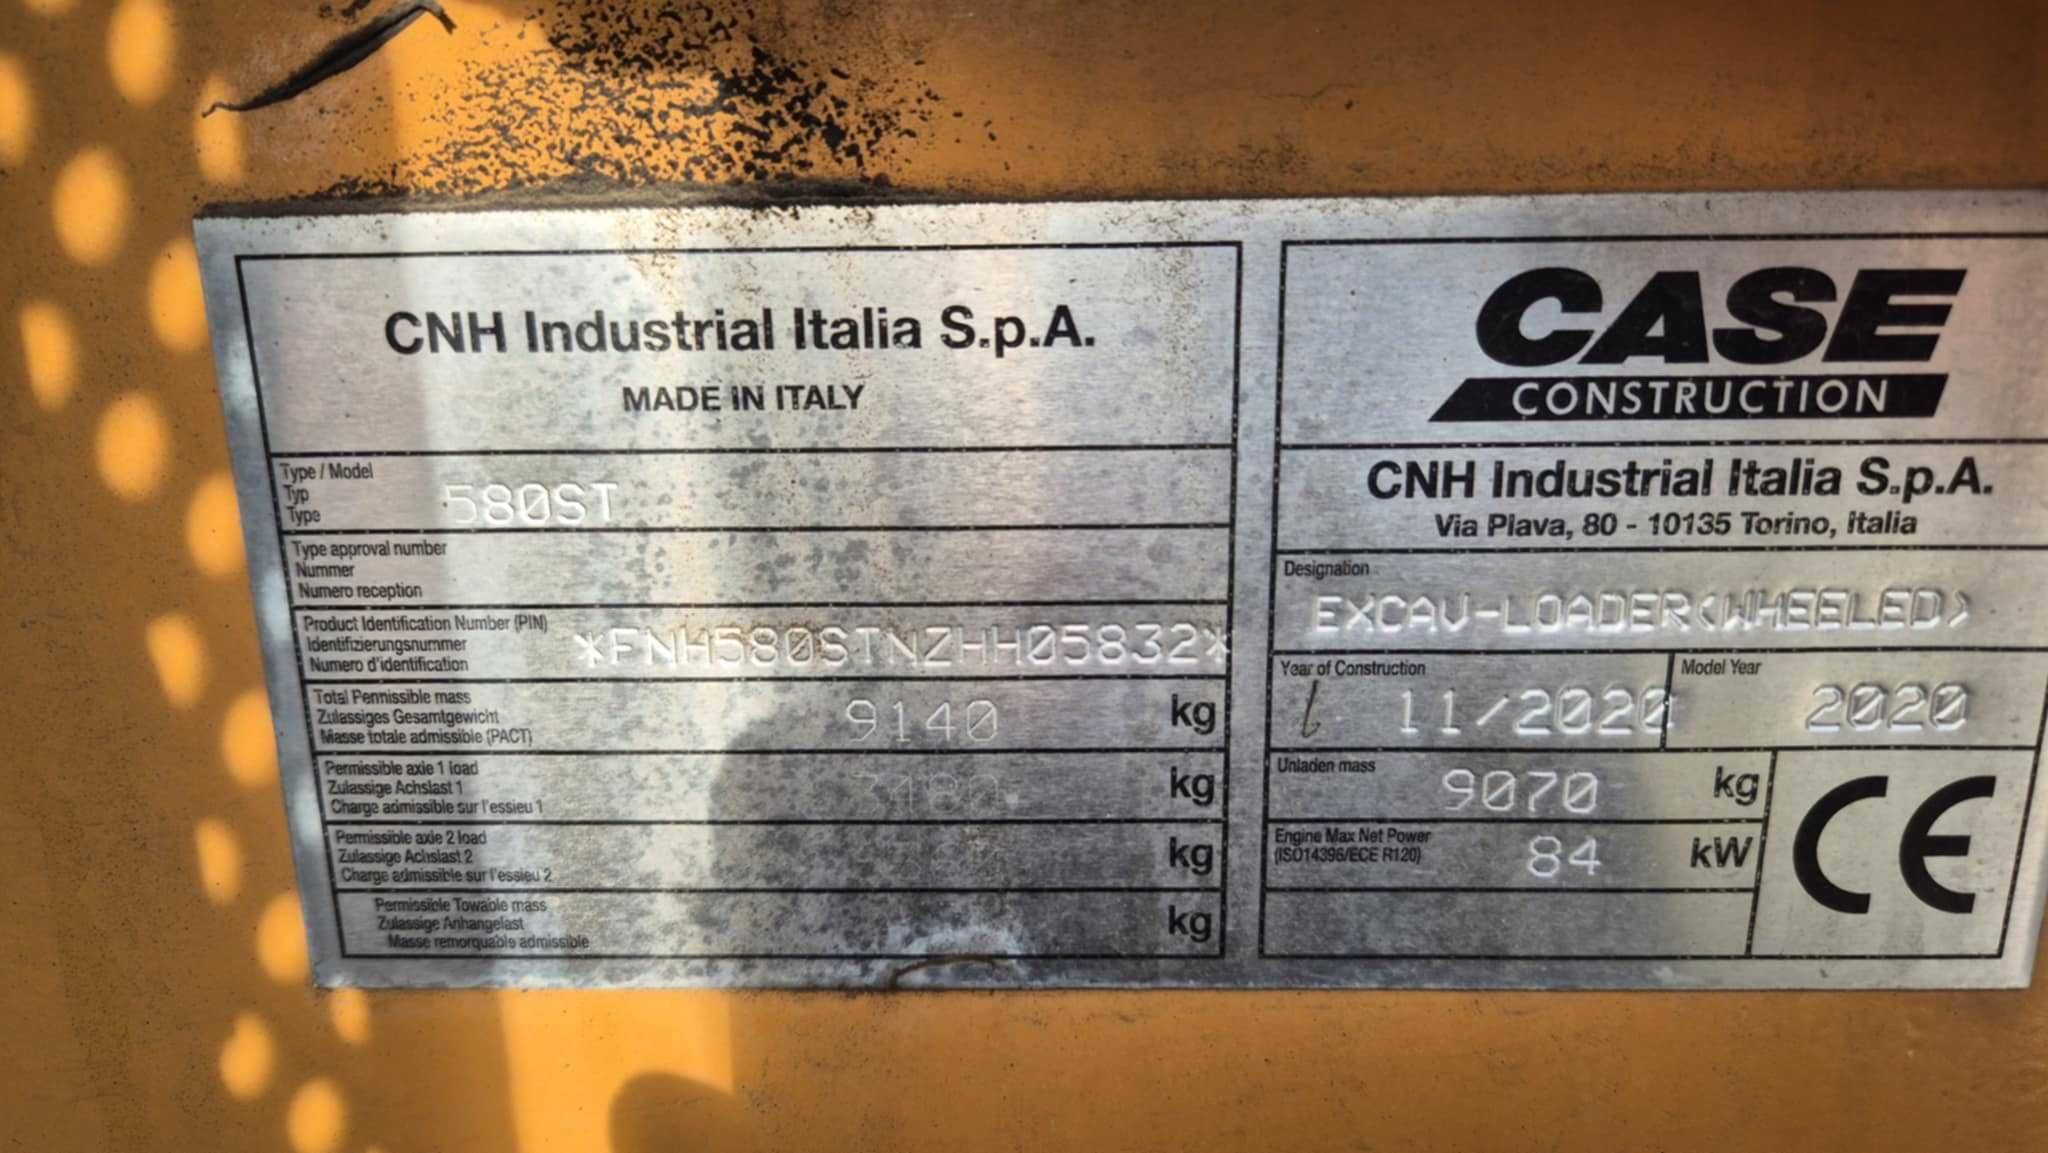 CNH Industrial Italia S.p.A.
MADE IN ITALY
Type / Model
Typ
Type
580ST
Type approval number
Nummer
Numero reception
Product Identification Number (PIN)
Identifizierungsnummer
Numero d'identification
*FNH580STNZHH05832*
Total Permissible mass
Zulassiges Gesamtgewicht
Masse totale admissible (PACT)
9140 kg
Permissible axle 1 load
Zulassige Achslast 1
Charge admissible sur l'essieu 1
kg
Permissible axle 2 load
Zulassige Achslast 2
Charge admissible sur l'essieu 2
kg
Permissible Towable mass
Zulassige Anhangelast
Masse remorquable admissible
kg
CASE
CONSTRUCTION
CNH Industrial Italia S.p.A.
Via Plava, 80 - 10135 Torino, Italia
Designation
EXCAV-LOADER(WHEELED)
Year of Construction
11/2020
Model Year
2020
Unladen mass
9070 kg
Engine Max Net Power
(ISO14396/ECE R120)
84 kW
CE